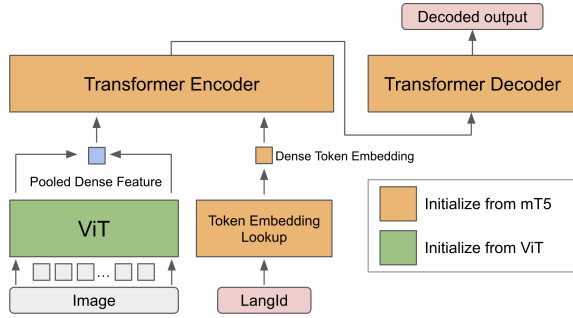 Decoded output
Transformer Encoder
Transformer Decoder
Dense Token Embedding
Pooled Dense Feature
ViT
Token Embedding
Lookup
Initialize from mT5
Initialize from ViT
...
Image
LangId